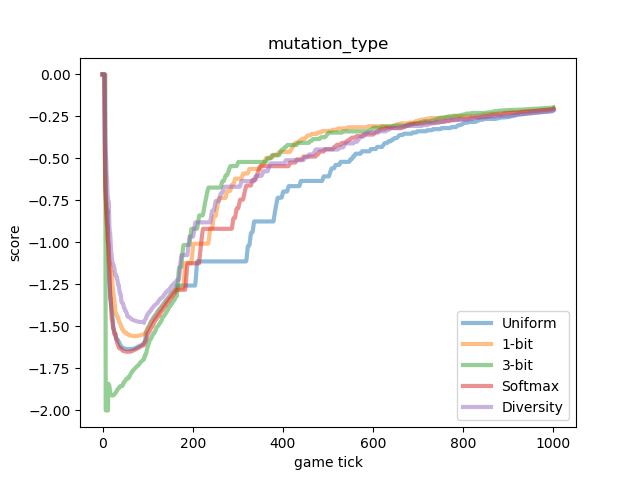 mutation_type
0.00
−0.25
−0.50
−0.75
−1.00
−1.25
−1.50
−1.75
−2.00
score
Uniform
1-bit
3-bit
Softmax
Diversity
0 200 400 600 800 1000
game tick